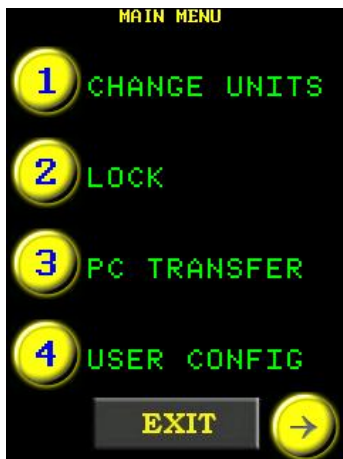 MAIN MENU
1 CHANGE UNITS
2 LOCK
3 PC TRANSFER
4 USER CONFIG
EXIT →